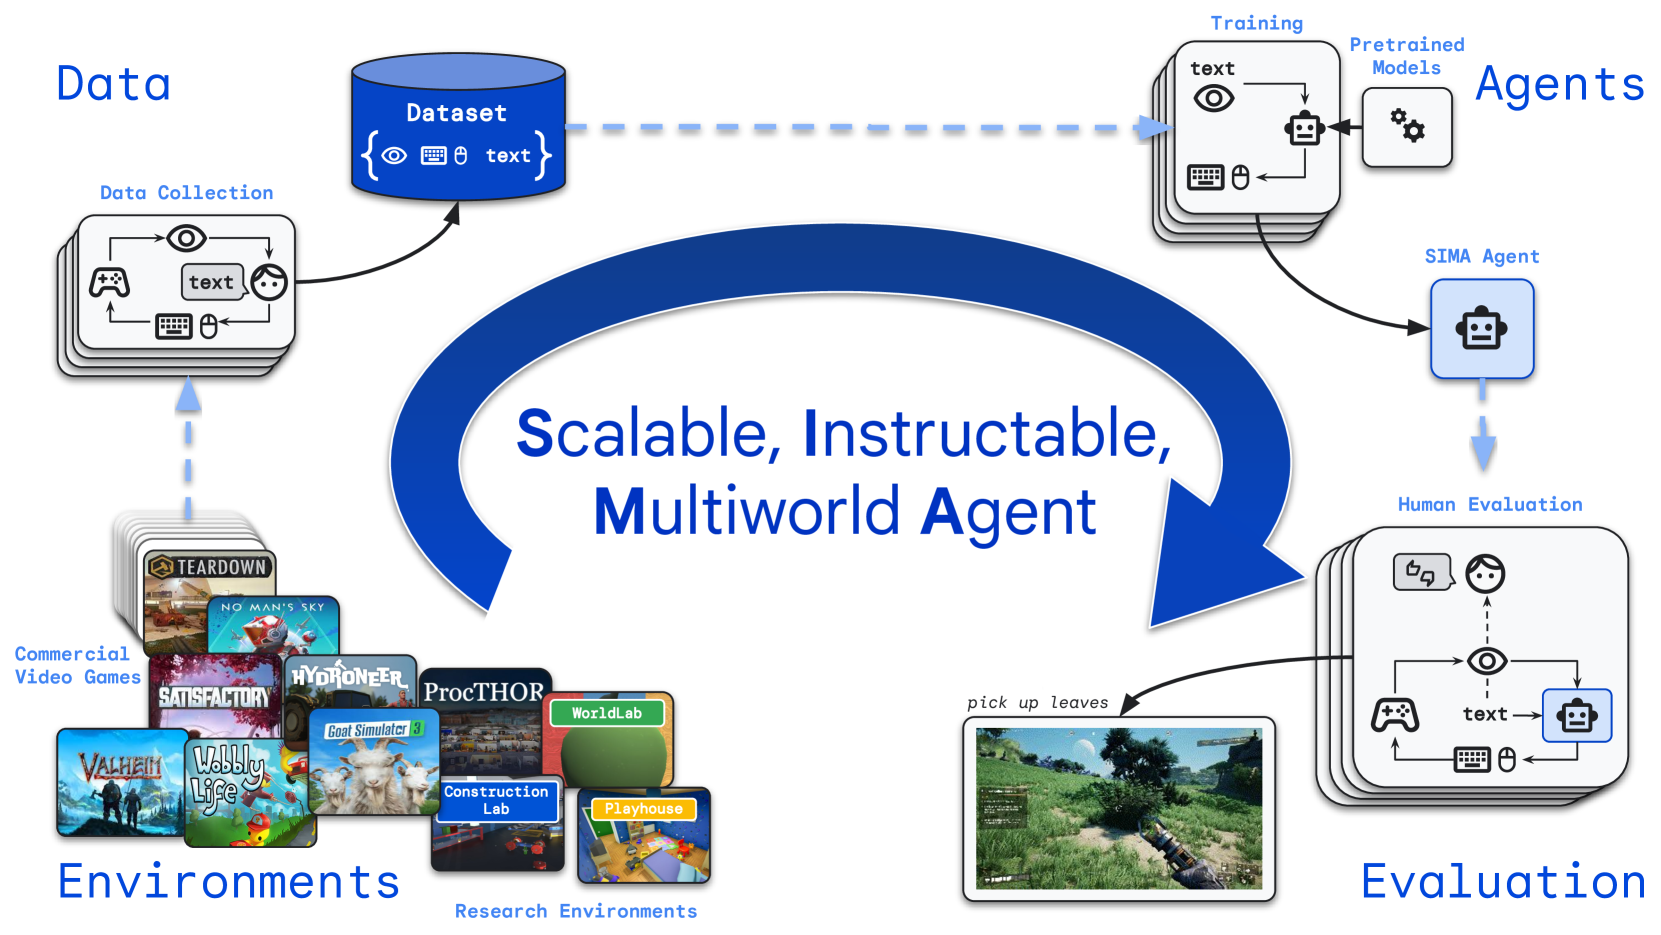 Data
Dataset
text
Data Collection
text
Training
text
Pretrained
Models
Agents
SIMA Agent
Scalable, Instructable,
Multiworld Agent
Human Evaluation
text
TEARDOWN
NO MAN'S SKY
Commercial
Video Games
SATISFACTORY
HYDRONEER
ProcTHOR
WorldLab
Goat Simulator 3
VALHEIM
Wobbly
Life
Construction
Lab
Playhouse
pick up leaves
Environments
Research Environments
Evaluation